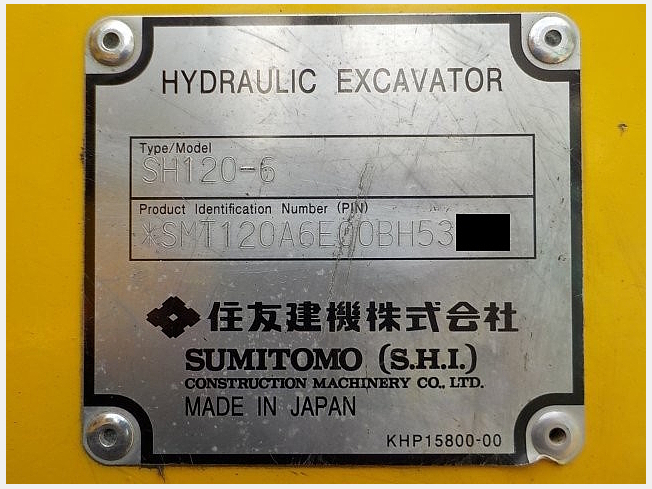 HYDRAULIC EXCAVATOR
Type/Model
SH120-6
Product Identification Number (PIN)
*SMT120A6E00BH53
住友建機株式会社
SUMITOMO (S.H.I.)
CONSTRUCTION MACHINERY CO., LTD.
MADE IN JAPAN
KHP15800-00